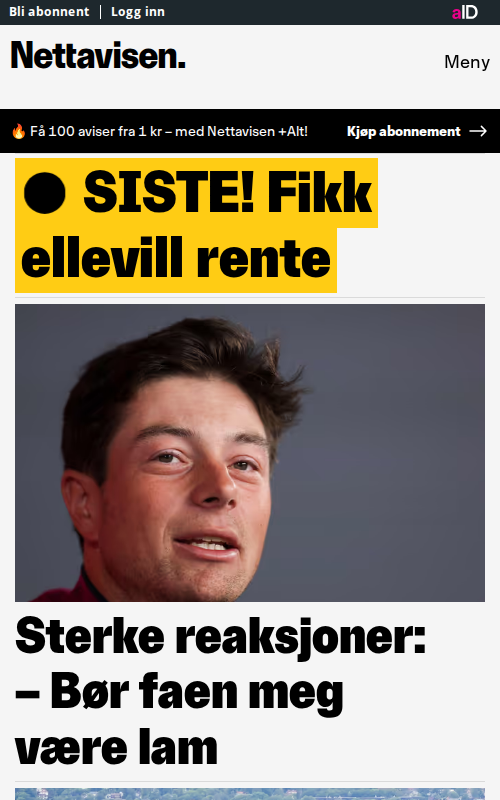 Bli abonnent | Logg inn
aID
Nettavisen.
Meny
🔥 Få 100 aviser fra 1 kr – med Nettavisen +Alt!
Kjøp abonnement →
● SISTE! Fikk
ellevill rente
Sterke reaksjoner:
– Bør faen meg
være lam